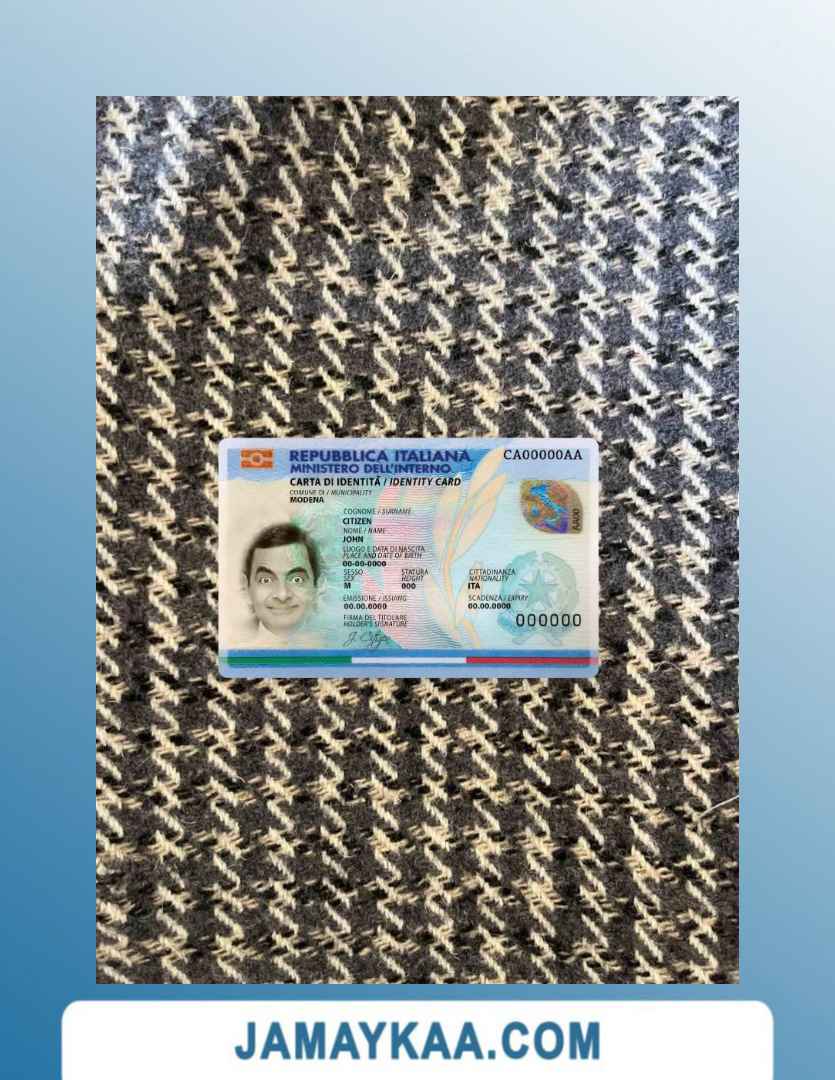 REPUBBLICA ITALIANA
CA00000AA
MINISTERO DELL'INTERNO
CARTA DI IDENTITÀ / IDENTITY CARD
COMUNE DI / MUNICIPALITY
MODENA
COGNOME / SURNAME
CITIZEN
NOME / NAME
JOHN
LUOGO E DATA DI NASCITA
PLACE AND DATE OF BIRTH
00-00-0000
SESSO STATURA CITTADINANZA
SEX HEIGHT NATIONALITY
M 000 ITA
EMISSIONE / ISSUING SCADENZA / EXPIRY
00.00.0000 00.00.0000
FIRMA DEL TITOLARE
HOLDER'S SIGNATURE
000000
JAMAYKAA.COM